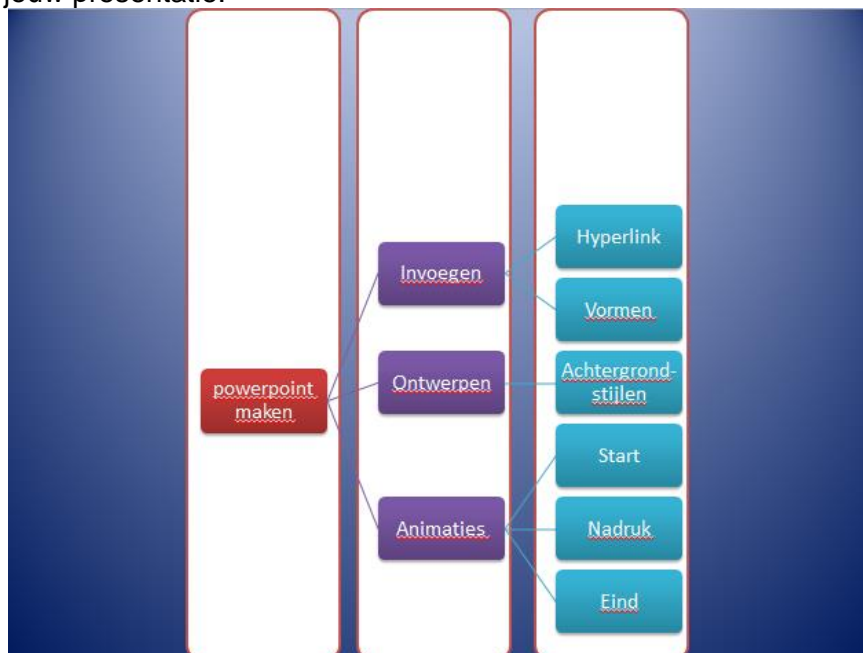 jouw presentatie.
powerpoint
maken
Invoegen
Ontwerpen
Animaties
Hyperlink
Vormen
Achtergrond-
stijlen
Start
Nadruk
Eind